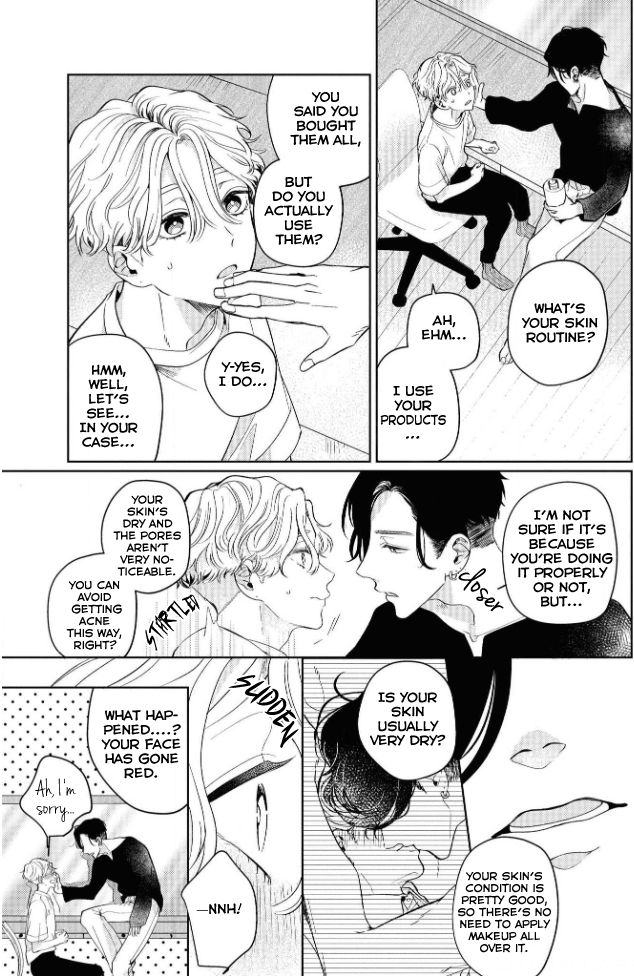 WHAT'S
YOUR SKIN
ROUTINE?
AH,
EHM...
I USE
YOUR
PRODUCTS
...
YOU
SAID YOU
BOUGHT
THEM ALL,
BUT
DO YOU
ACTUALLY
USE
THEM?
Y-YES,
I DO...
HMM,
WELL,
LET'S
SEE...
IN YOUR
CASE...
I'M NOT
SURE IF IT'S
BECAUSE
YOU'RE DOING
IT PROPERLY
OR NOT,
BUT...
closer
YOUR
SKIN'S
DRY AND
THE PORES
AREN'T
VERY NO-
TICEABLE.
YOU CAN
AVOID
GETTING
ACNE
THIS WAY,
RIGHT?
STARTLED
IS YOUR
SKIN
USUALLY
VERY DRY?
YOUR SKIN'S
CONDITION IS
PRETTY GOOD,
SO THERE'S NO
NEED TO APPLY
MAKEUP ALL
OVER IT.
SUDDEN
—NNH!
WHAT HAP-
PENED....?
YOUR FACE
HAS GONE
RED.
Ah, I'm
sorry...